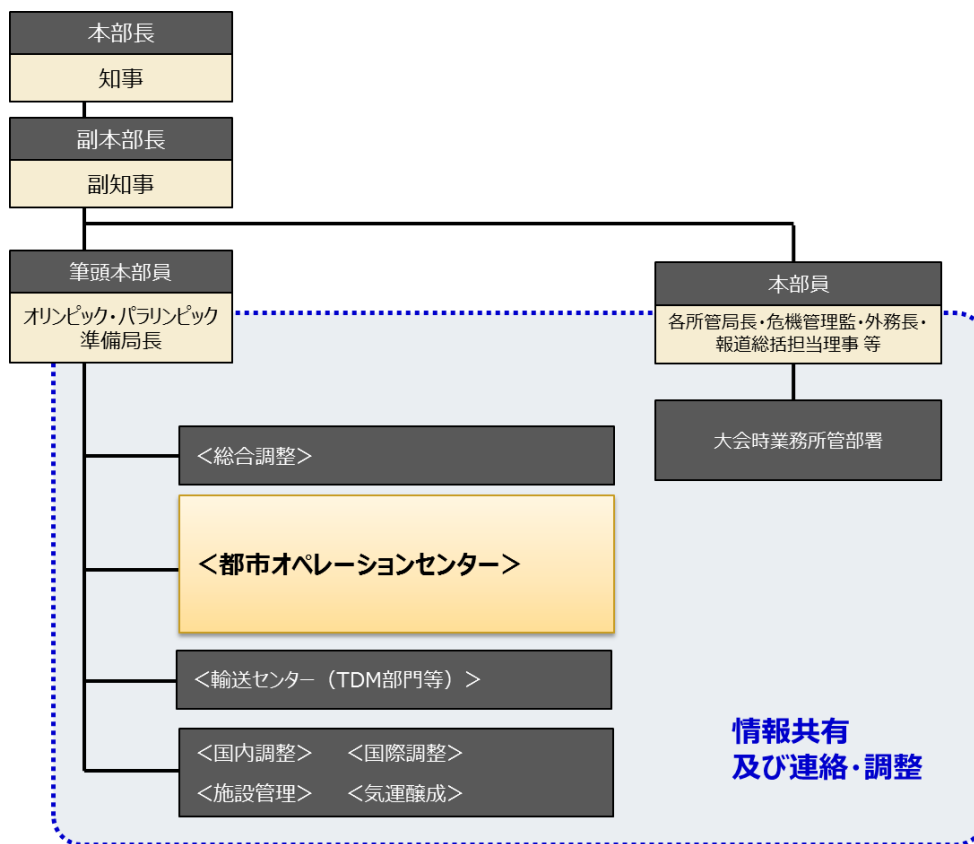 本部長
知事
副本部長
副知事
筆頭本部員
オリンピック・パラリンピック
準備局長
本部員
各所管局長・危機管理監・外務長・
報道総括担当理事 等
大会時業務所管部署
＜総合調整＞
＜都市オペレーションセンター＞
＜輸送センター（TDM部門等）＞
＜国内調整＞　＜国際調整＞
＜施設管理＞　＜気運醸成＞
情報共有
及び連絡・調整